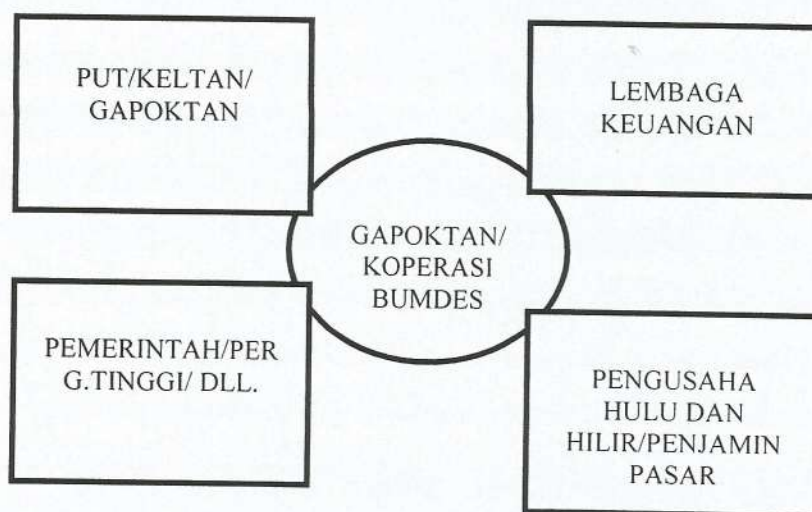 PUT/KELTAN/
GAPOKTAN
LEMBAGA
KEUANGAN
GAPOKTAN/
KOPERASI
BUMDES
PEMERINTAH/PER
G.TINGGI/ DLL.
PENGUSAHA
HULU DAN
HILIR/PENJAMIN
PASAR